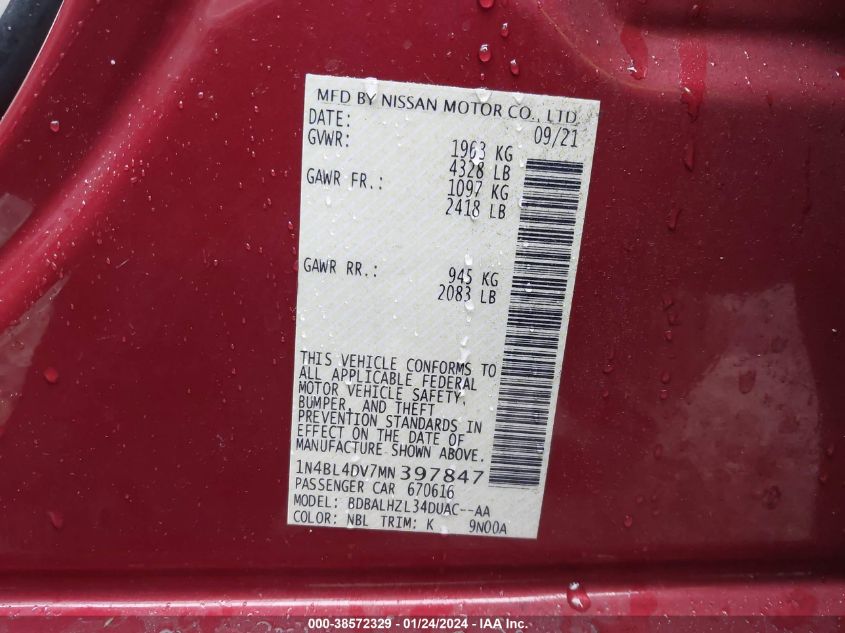 MFD BY NISSAN MOTOR CO., LTD.
DATE: 09/21
GVWR: 1963 KG
4328 LB
GAWR FR.: 1097 KG
2418 LB
GAWR RR.: 945 KG
2083 LB
THIS VEHICLE CONFORMS TO
ALL APPLICABLE FEDERAL
MOTOR VEHICLE SAFETY,
BUMPER, AND THEFT
PREVENTION STANDARDS IN
EFFECT ON THE DATE OF
MANUFACTURE SHOWN ABOVE.
1N4BL4DV7MN397847
PASSENGER CAR 670616
MODEL: BDBALHZL34DUAC--AA
COLOR: NBL TRIM: K 9N00A
000-38572329 - 01/24/2024 - IAA Inc.